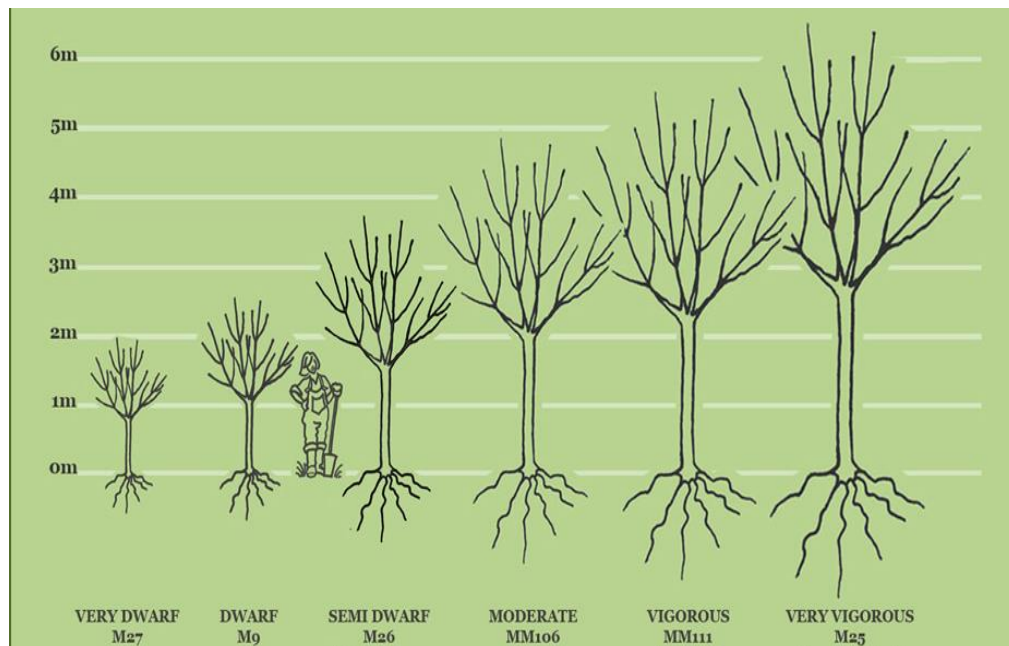 6m
5m
4m
3m
2m
1m
0m
VERY DWARF
M27
DWARF
M9
SEMI DWARF
M26
MODERATE
MM106
VIGOROUS
MM111
VERY VIGOROUS
M25